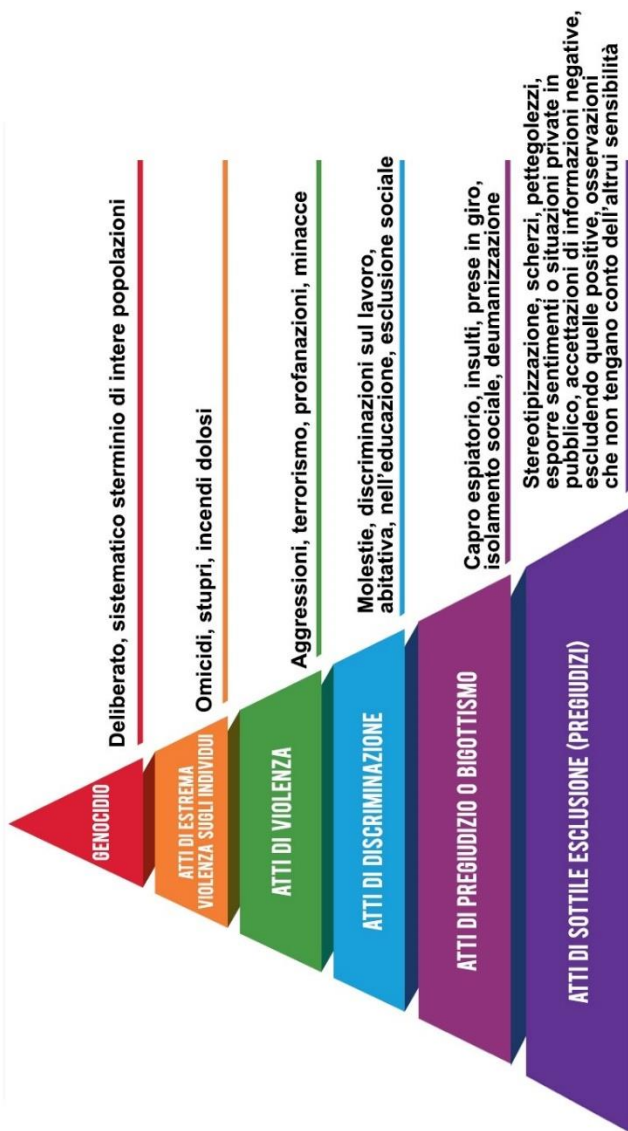 GENOCIDIO
Deliberato, sistematico sterminio di intere popolazioni
ATTI DI ESTREMA
VIOLENZA SUGLI INDIVIDUI
Omicidi, stupri, incendi dolosi
ATTI DI VIOLENZA
Aggressioni, terrorismo, profanazioni, minacce
ATTI DI DISCRIMINAZIONE
Molestie, discriminazioni sul lavoro,
abitativa, nell'educazione, esclusione sociale
ATTI DI PREGIUDIZIO O BIGOTTISMO
Capro espiatorio, insulti, prese in giro,
isolamento sociale, deumanizzazione
ATTI DI SOTTILE ESCLUSIONE (PREGIUDIZI)
Stereotipizzazione, scherzi, pettegolezzi,
esporre sentimenti o situazioni private in
pubblico, accettazioni di informazioni negative,
escludendo quelle positive, osservazioni
che non tengano conto dell'altrui sensibilità